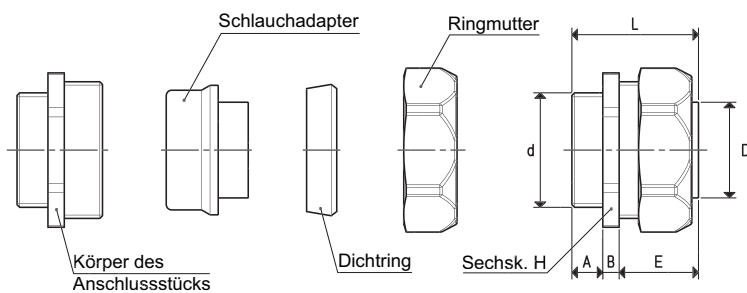 Schlauchadapter
Ringmutter
L
d
D
Körper des
Anschlussstücks
Dichtring
Sechsk. H
A
B
E